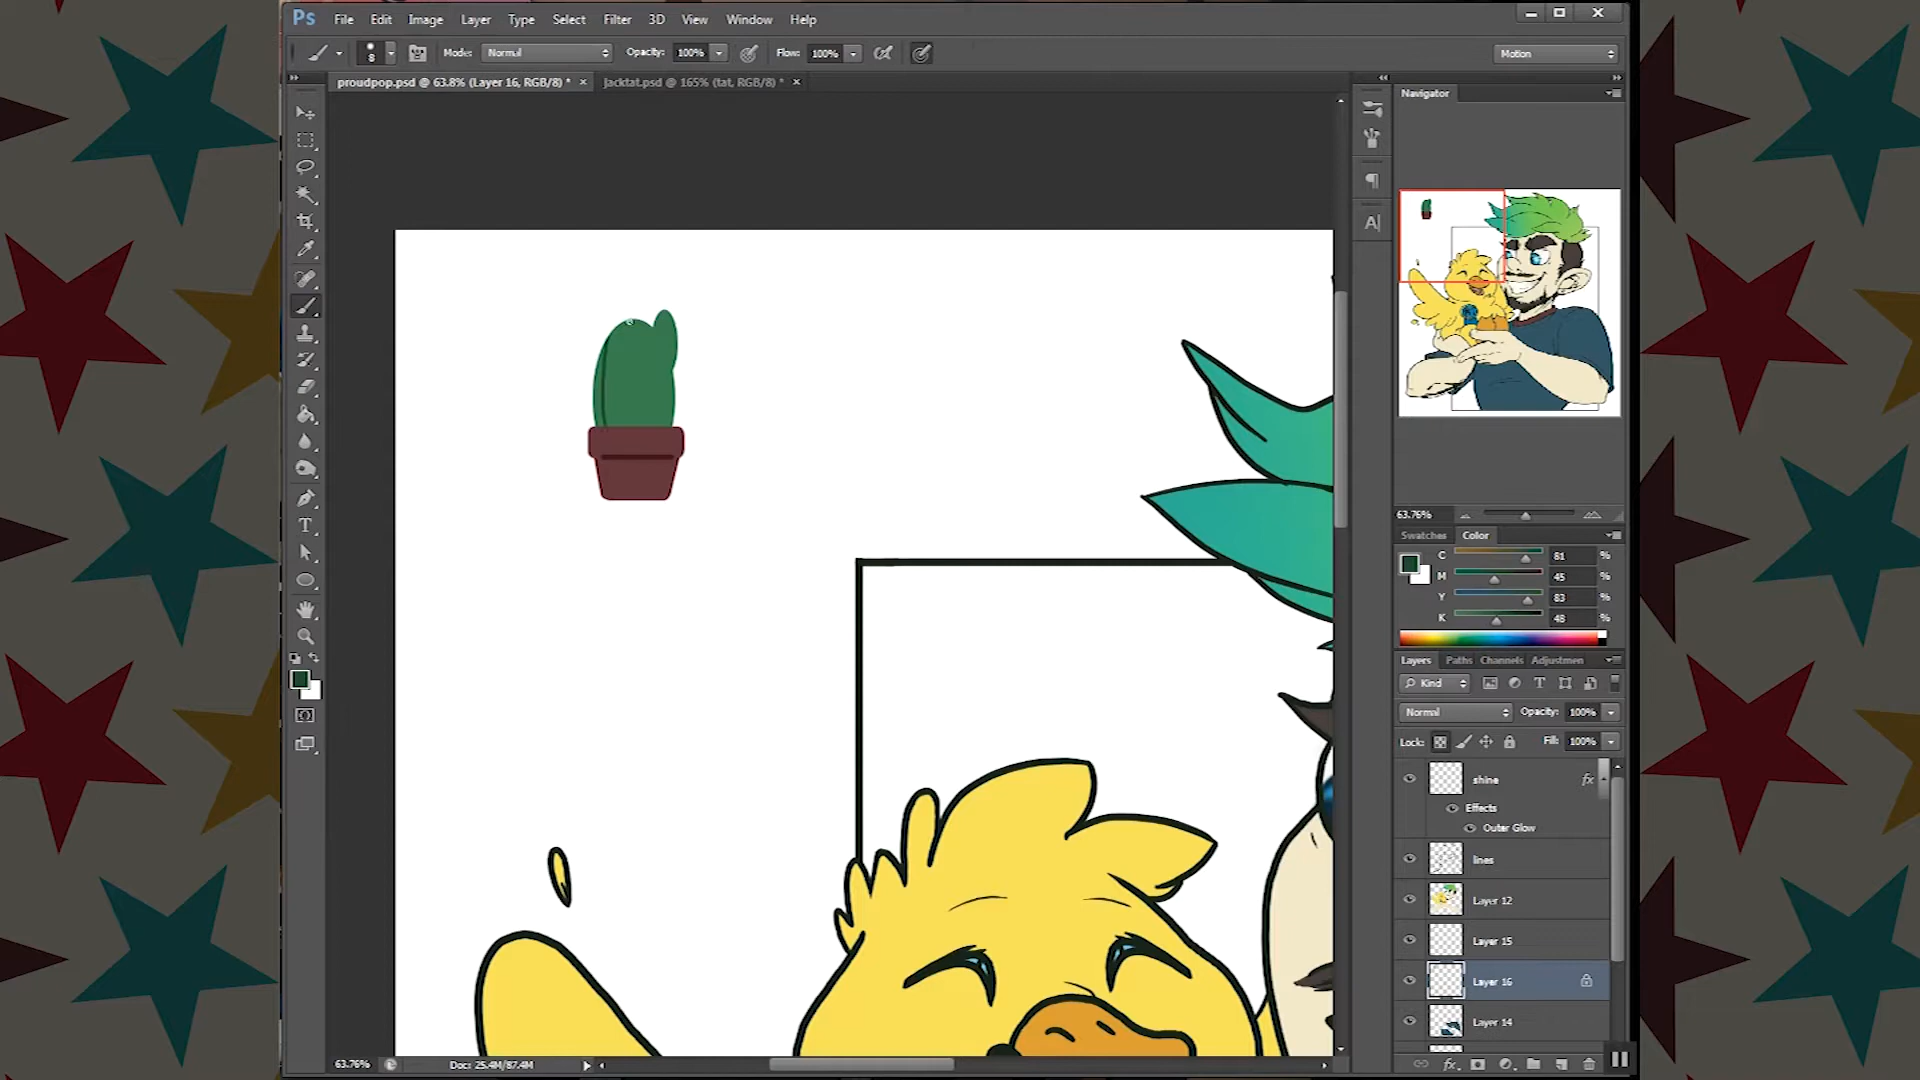 Ps File Edit Image Layer Type Select Filter 3D View Window Help
8 Mode: Normal Opacity: 100% Flow: 100% Motion
proudpop.psd @ 63.8% (Layer 16, RGB/8) * × jacktat.psd @ 165% (tat, RGB/8) * ×
Navigator
63.76%
Swatches Color
C 81 %
M 45 %
Y 83 %
K 48 %
Layers Paths Channels Adjustmen
Kind
Normal Opacity: 100%
Lock: Fill: 100%
shine fx
Effects
Outer Glow
lines
Layer 12
Layer 15
Layer 16
Layer 14
63.76% Doc: 25.4M/87.4M